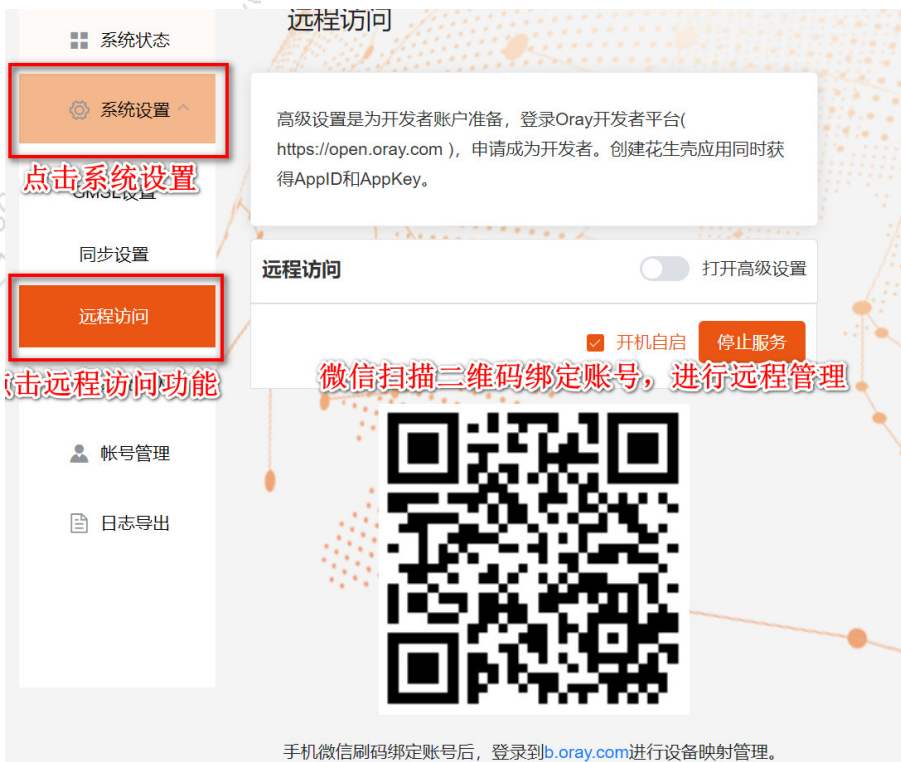 远程访问
系统状态
系统设置
点击系统设置
同步设置
远程访问
点击远程访问功能
帐号管理
日志导出
高级设置是为开发者账户准备，登录Oray开发者平台(
https://open.oray.com )，申请成为开发者。创建花生壳应用同时获
得AppID和AppKey。
远程访问
打开高级设置
开机自启
停止服务
微信扫描二维码绑定账号，进行远程管理
手机微信刷码绑定账号后，登录到b.oray.com进行设备映射管理。